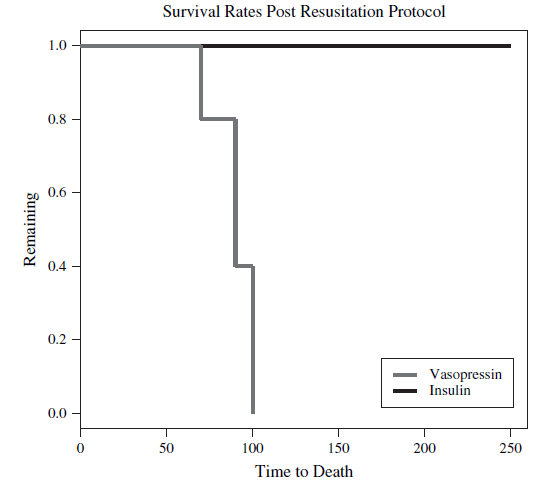 Survival Rates Post Resusitation Protocol
1.0
0.8
0.6
0.4
0.2
0.0
Remaining
Vasopressin
Insulin
0 50 100 150 200 250
Time to Death